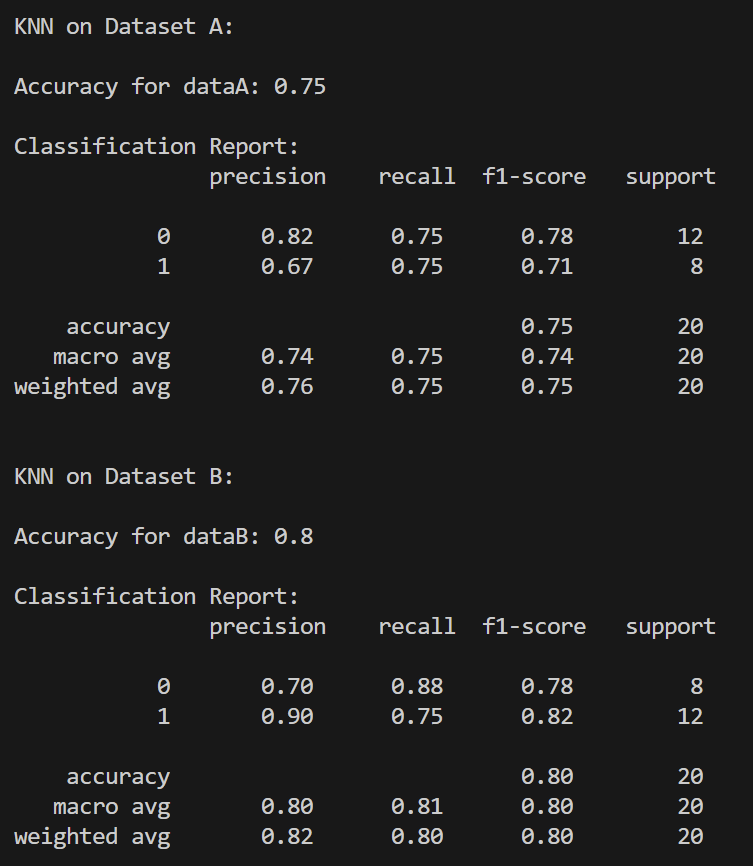 KNN on Dataset A:
Accuracy for dataA: 0.75
Classification Report:
precision recall f1-score support
0 0.82 0.75 0.78 12
1 0.67 0.75 0.71 8
accuracy 0.75 20
macro avg 0.74 0.75 0.74 20
weighted avg 0.76 0.75 0.75 20
KNN on Dataset B:
Accuracy for dataB: 0.8
Classification Report:
precision recall f1-score support
0 0.70 0.88 0.78 8
1 0.90 0.75 0.82 12
accuracy 0.80 20
macro avg 0.80 0.81 0.80 20
weighted avg 0.82 0.80 0.80 20